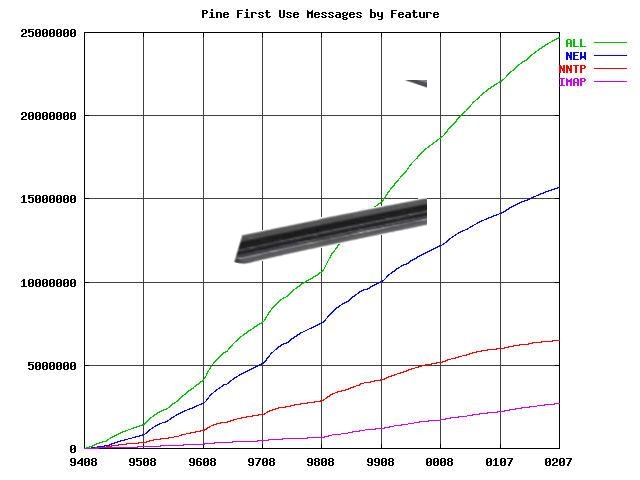 Pine First Use Messages by Feature
25000000
20000000
15000000
10000000
5000000
0
ALL
NEW
NNTP
IMAP
9408 9508 9608 9708 9808 9908 0008 0107 0207